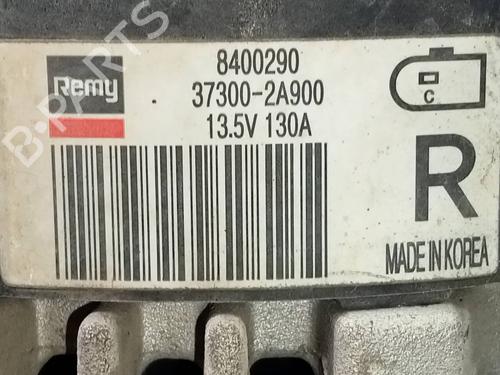 Remy
8400290
37300-2A900
13.5V 130A
C
R
MADE IN KOREA
B-PARTS